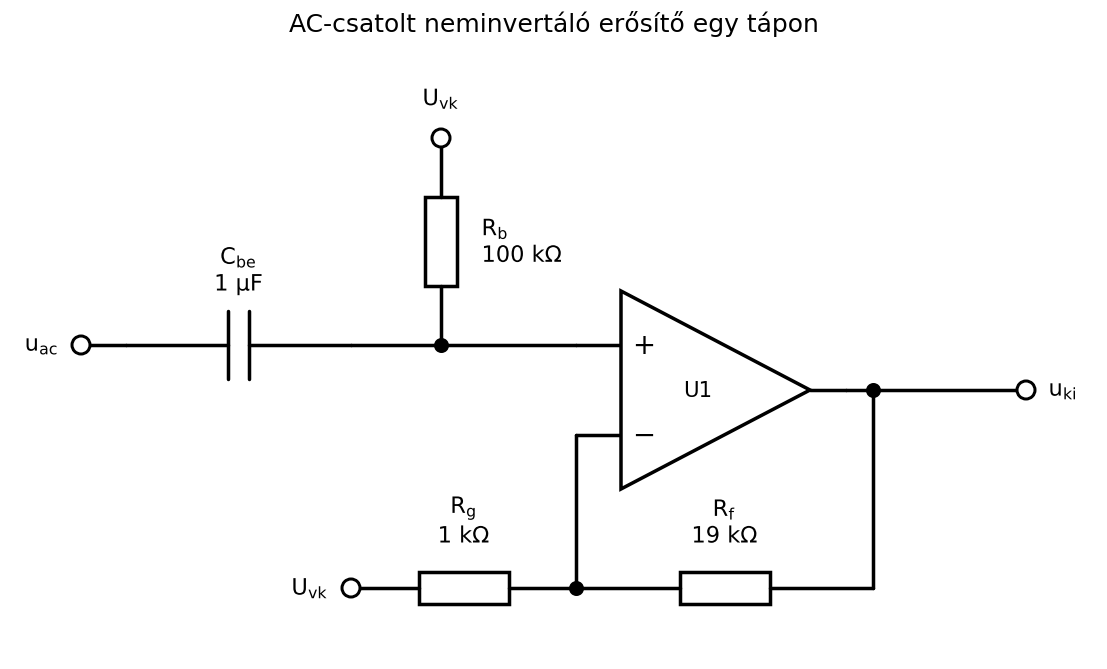 AC-csatolt neminvertáló erősítő egy tápon
Uvk
Rb
100 kΩ
Cbe
1 µF
uac
+
U1
uki
−
Rg
1 kΩ
Rf
19 kΩ
Uvk